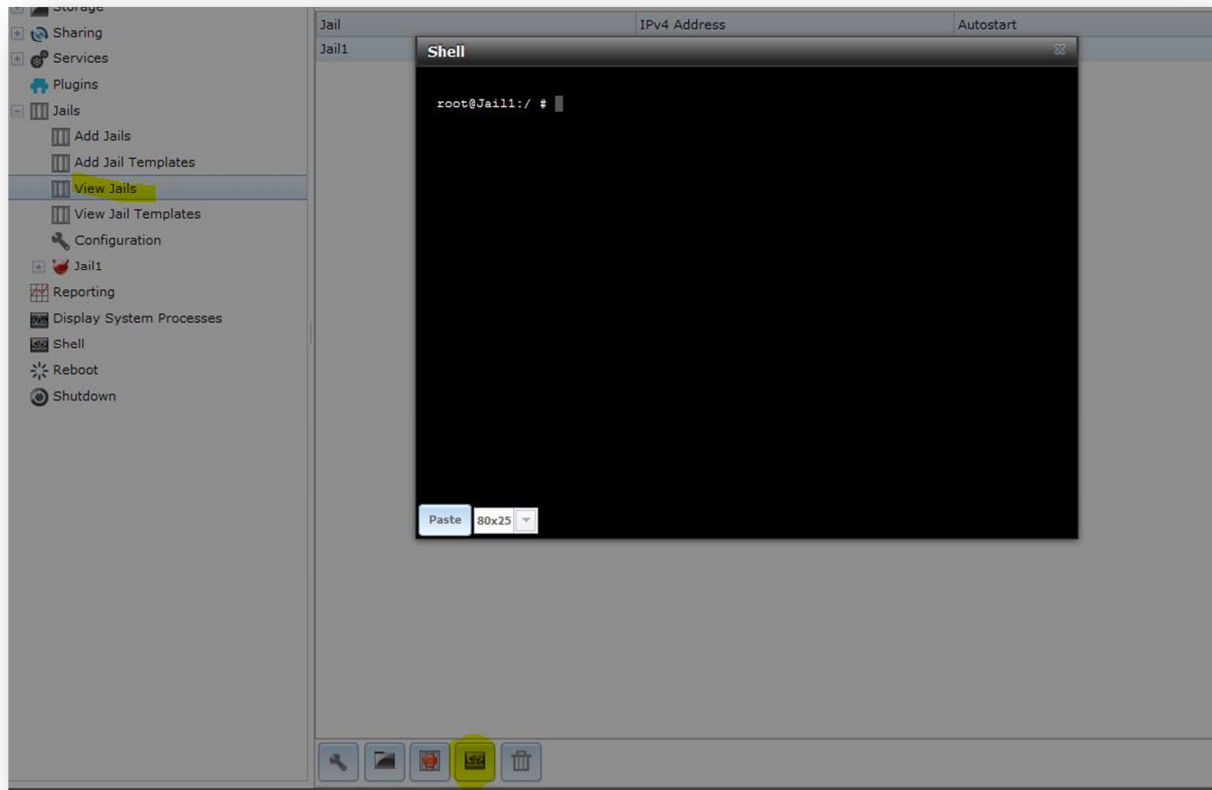 Storage
Sharing
Services
Plugins
Jails
Add Jails
Add Jail Templates
View Jails
View Jail Templates
Configuration
Jail1
Reporting
Display System Processes
Shell
Reboot
Shutdown
Jail IPv4 Address Autostart
Jail1
Shell
root@Jail1:/ #
Paste 80x25